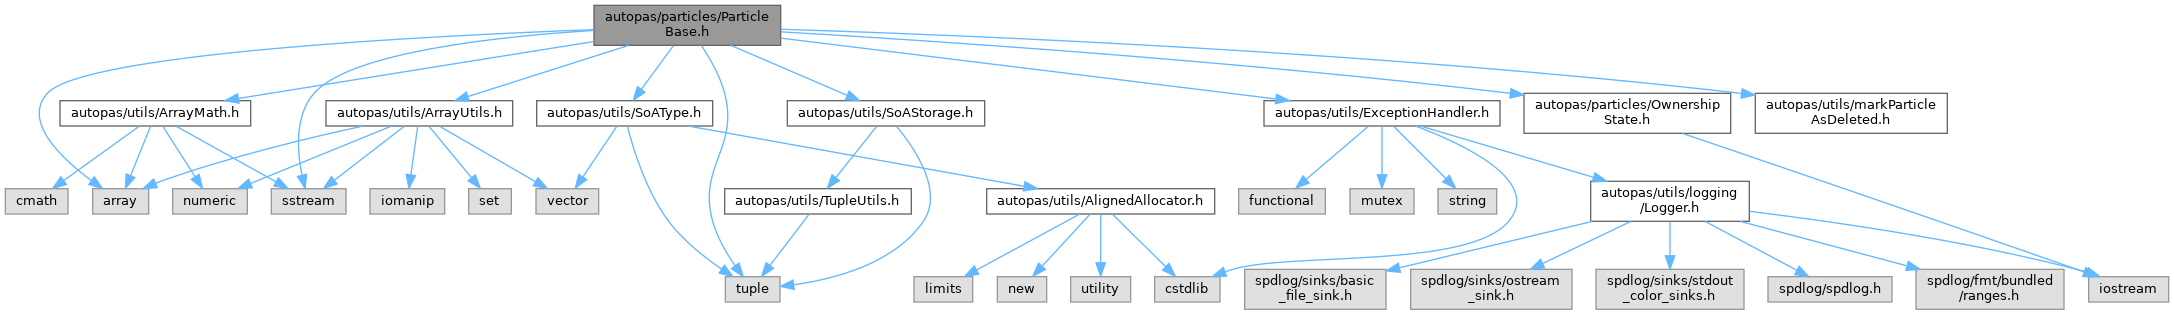 autopas/particles/Particle
Base.h
autopas/utils/ArrayMath.h
autopas/utils/ArrayUtils.h
autopas/utils/SoAType.h
autopas/utils/SoAStorage.h
autopas/utils/ExceptionHandler.h
autopas/particles/Ownership
State.h
autopas/utils/markParticle
AsDeleted.h
cmath
array
numeric
sstream
iomanip
set
vector
autopas/utils/TupleUtils.h
autopas/utils/AlignedAllocator.h
functional
mutex
string
autopas/utils/logging
/Logger.h
tuple
limits
new
utility
cstdlib
spdlog/sinks/basic
_file_sink.h
spdlog/sinks/ostream
_sink.h
spdlog/sinks/stdout
_color_sinks.h
spdlog/spdlog.h
spdlog/fmt/bundled
/ranges.h
iostream